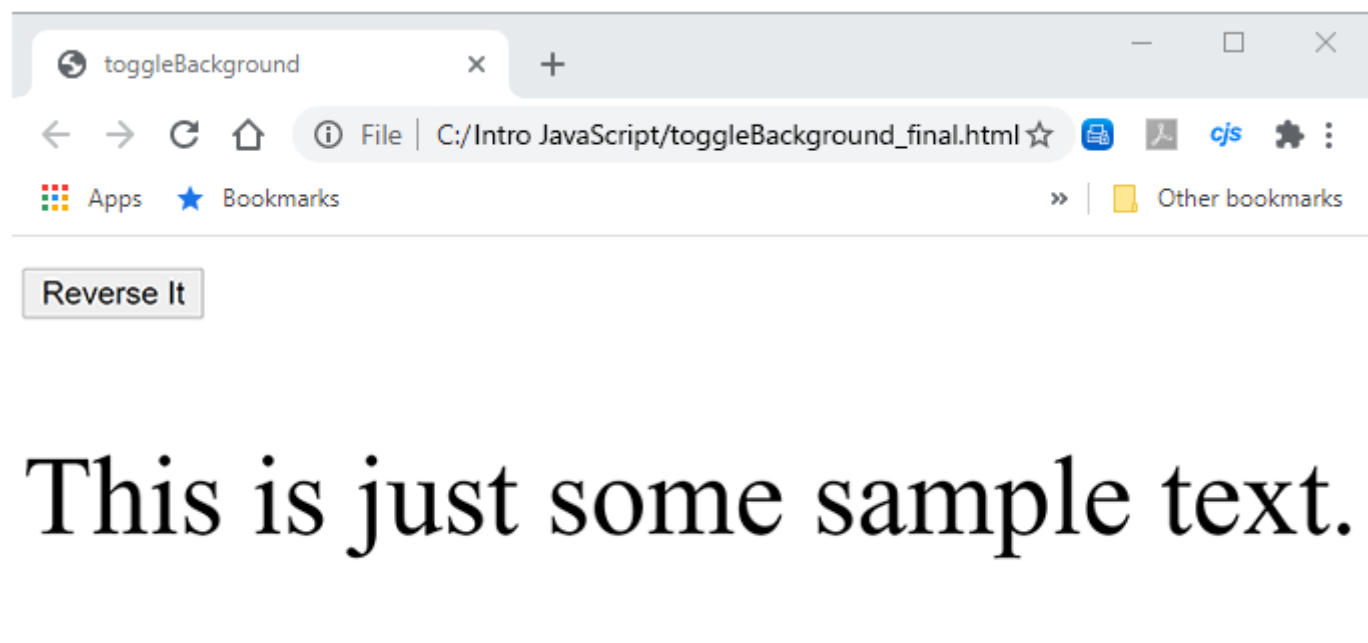 toggleBackground
File C:/Intro JavaScript/toggleBackground_final.html cjs
Apps Bookmarks » Other bookmarks
Reverse It
This is just some sample text.